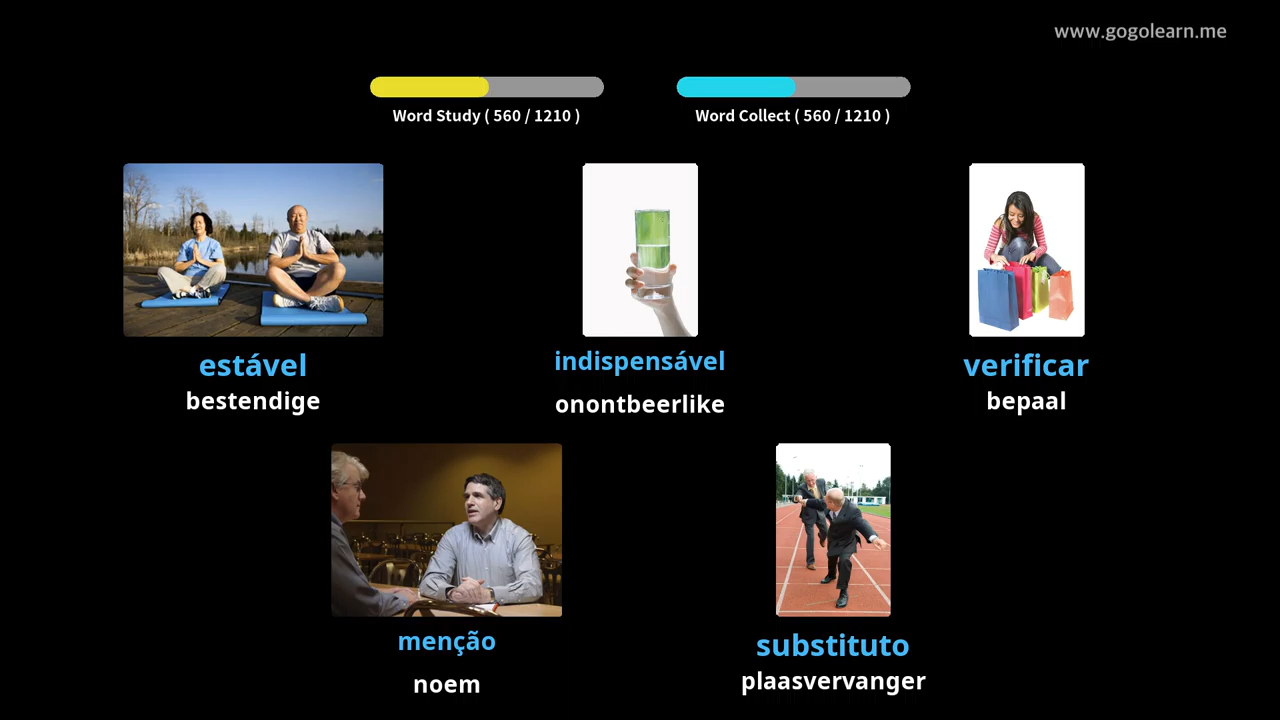 www.gogolearn.me
Word Study ( 560 / 1210 )
Word Collect ( 560 / 1210 )
estável
bestendige
indispensável
onontbeerlike
verificar
bepaal
menção
noem
substituto
plaasvervanger